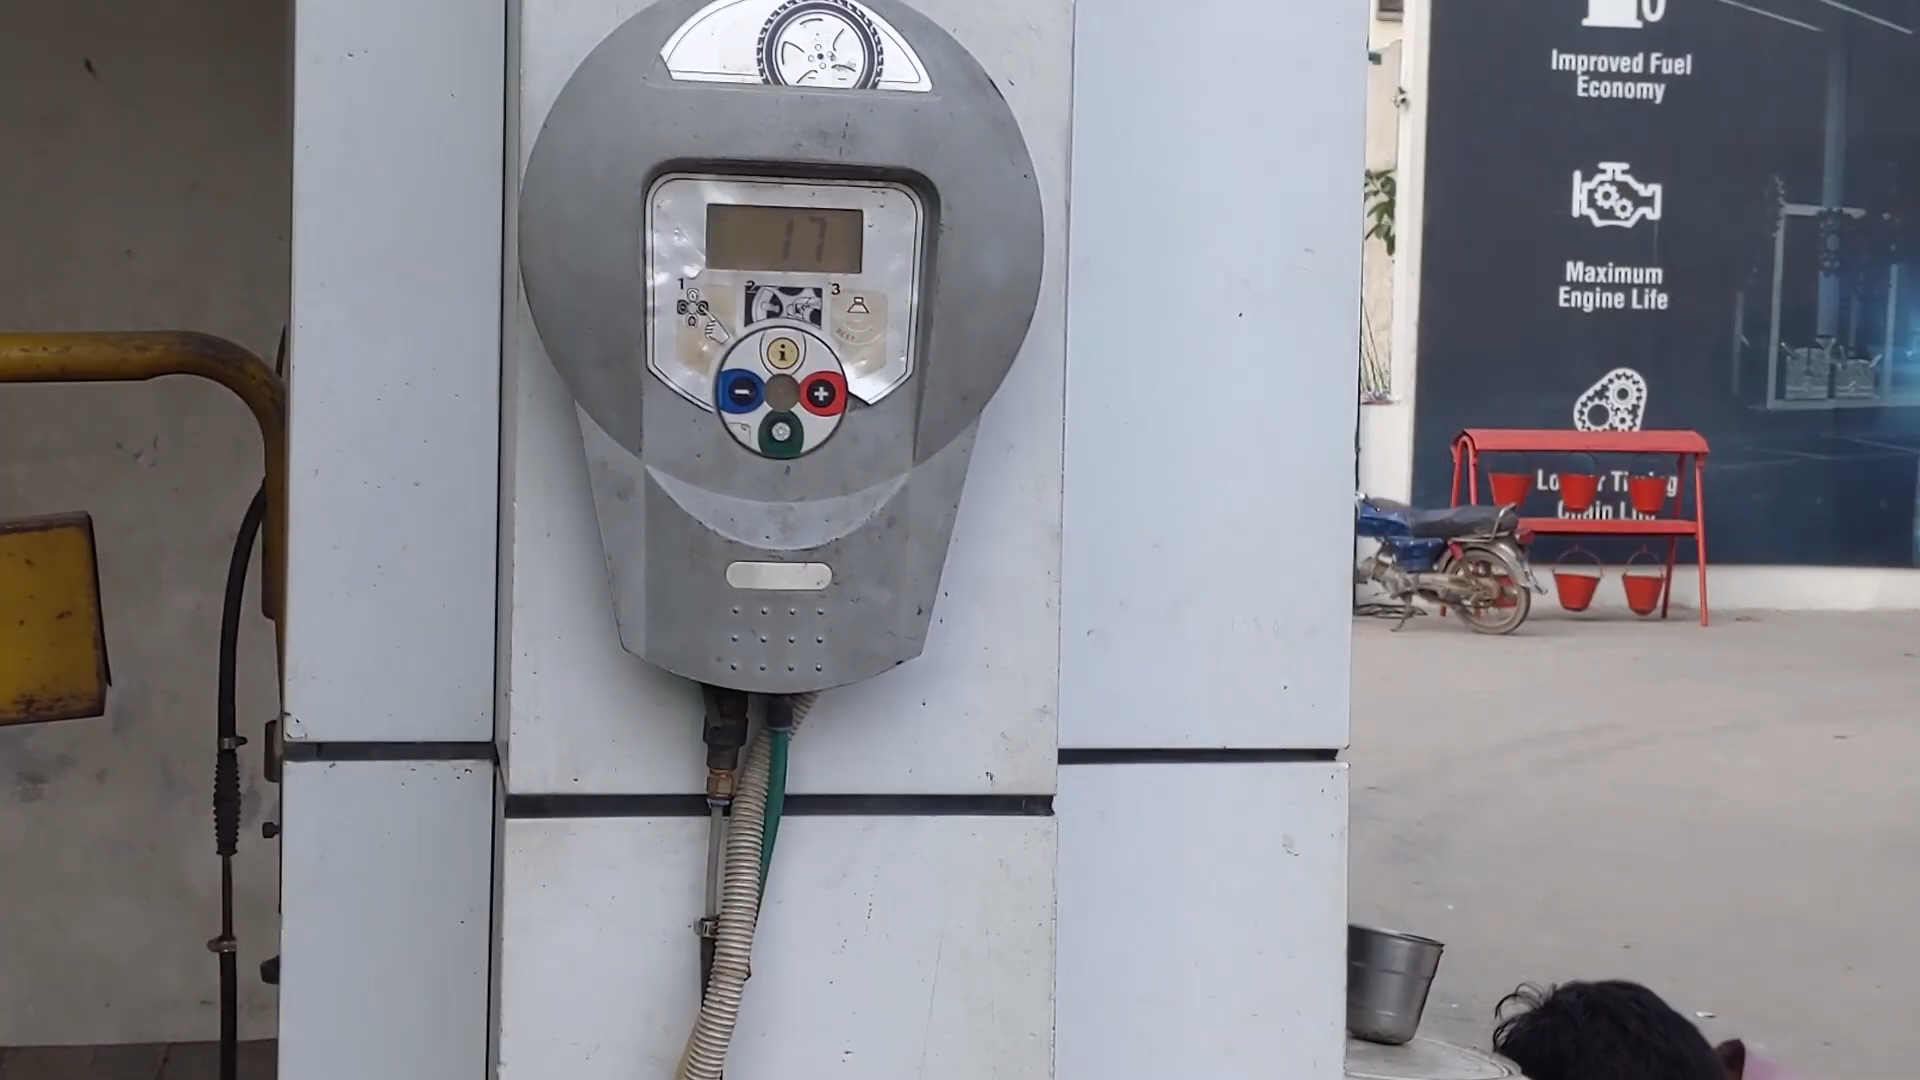 17
1
2
3
i
-
+
Improved Fuel
Economy
Maximum
Engine Life